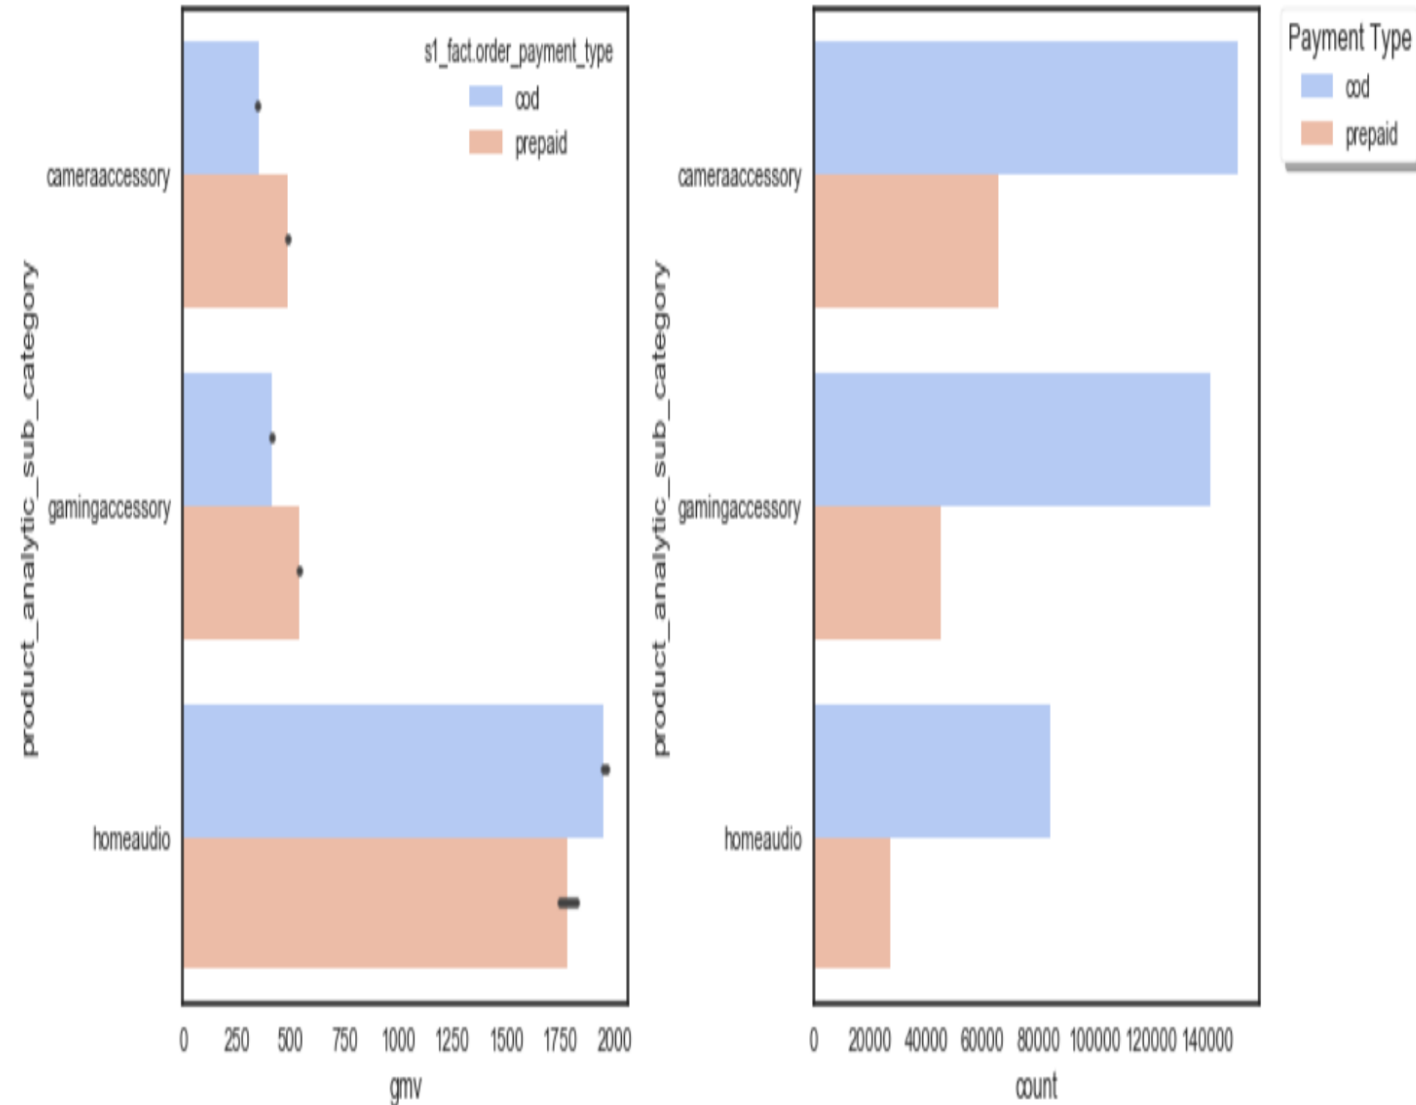 s1_fact.order_payment_type
cod
prepaid
product_analytic_sub_category
cameraaccessory
gamingaccessory
homeaudio
0 250 500 750 1000 1250 1500 1750 2000
gmv
product_analytic_sub_category
cameraaccessory
gamingaccessory
homeaudio
0 20000 40000 60000 80000 100000 120000 140000
count
Payment Type
cod
prepaid